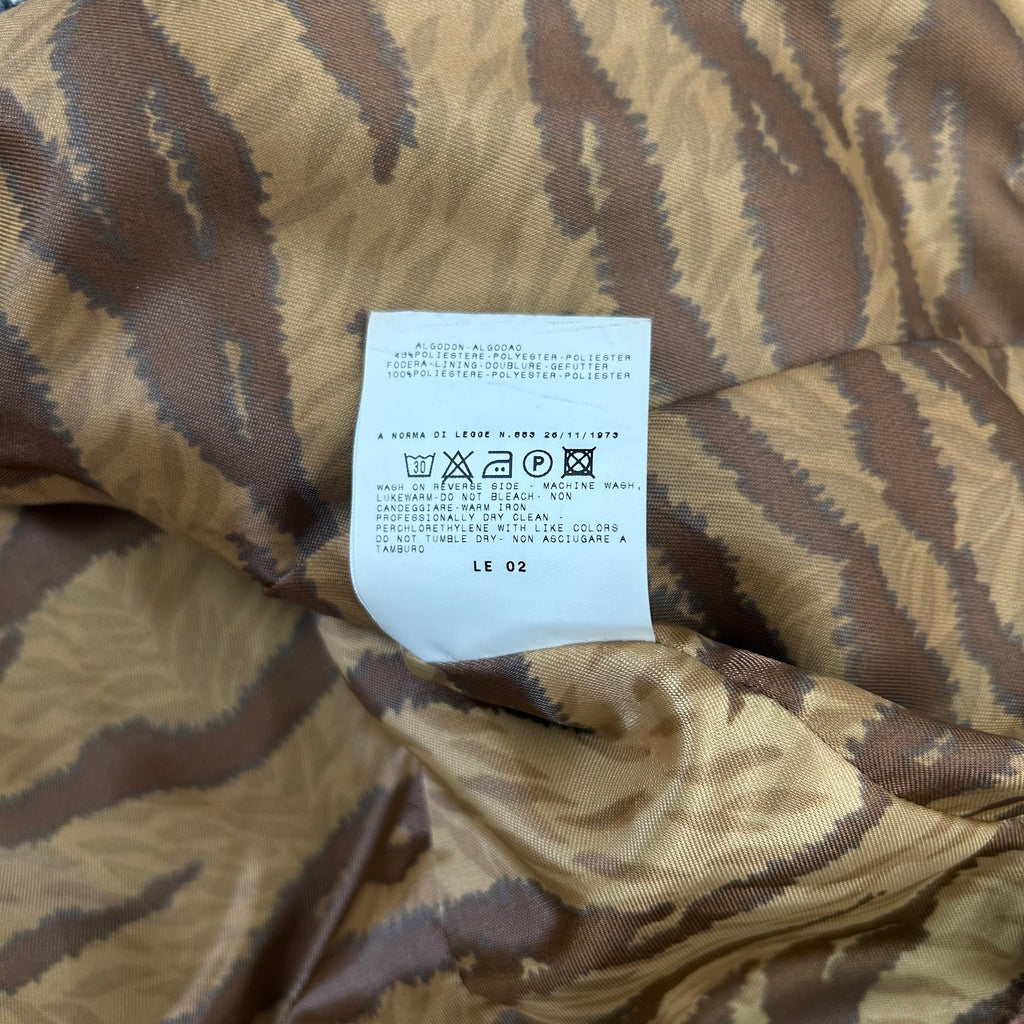 ALGODON-ALGODAO
43%POLIESTERE-POLYESTER-POLIESTER
FODERA-LINING-DOUBLURE-GEFUTTER
100%POLIESTERE-POLYESTER-POLIESTER
A NORMA DI LEGGE N.883 26/11/1973
30 P
WASH ON REVERSE SIDE - MACHINE WASH,
LUKEWARM-DO NOT BLEACH- NON
CANDEGGIARE-WARM IRON
PROFESSIONALLY DRY CLEAN -
PERCHLORETHYLENE WITH LIKE COLORS
DO NOT TUMBLE DRY- NON ASCIUGARE A
TAMBURO
LE 02